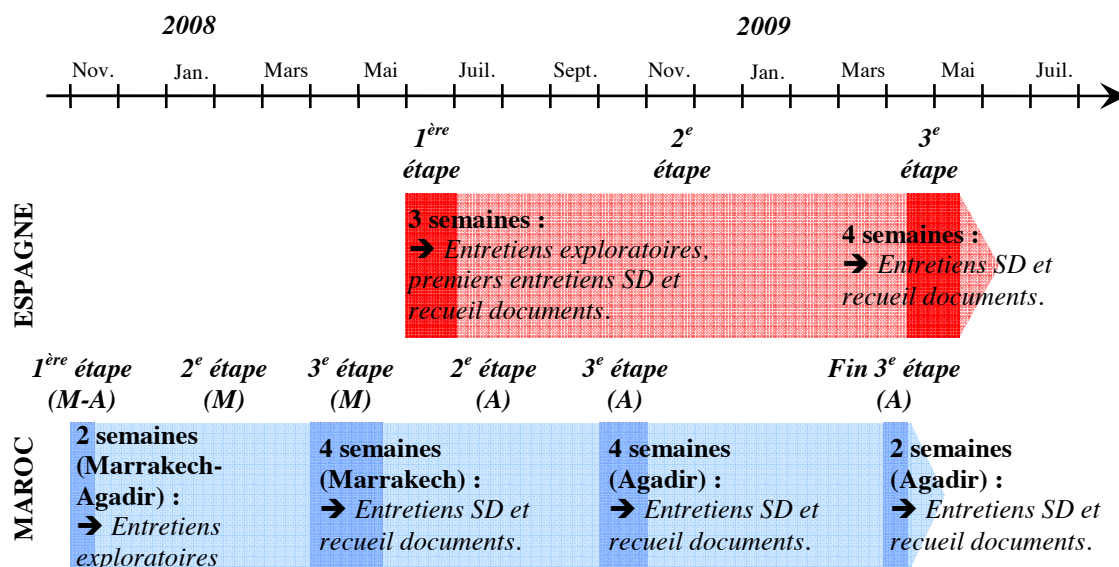 2008
2009
Nov.
Jan.
Mars
Mai
Juil.
Sept.
Nov.
Jan.
Mars
Mai
Juil.
1ère
étape
2e
étape
3e
étape
ESPAGNE
3 semaines :
➔ Entretiens exploratoires,
premiers entretiens SD et
recueil documents.
4 semaines :
➔ Entretiens SD et
recueil documents.
1ère étape
(M-A)
2e étape
(M)
3e étape
(M)
2e étape
(A)
3e étape
(A)
Fin 3e étape
(A)
MAROC
2 semaines
(Marrakech-
Agadir) :
➔ Entretiens
exploratoires
4 semaines
(Marrakech) :
➔ Entretiens SD et
recueil documents.
4 semaines
(Agadir) :
➔ Entretiens SD et
recueil documents.
2 semaines
(Agadir) :
➔ Entretiens SD et
recueil documents.